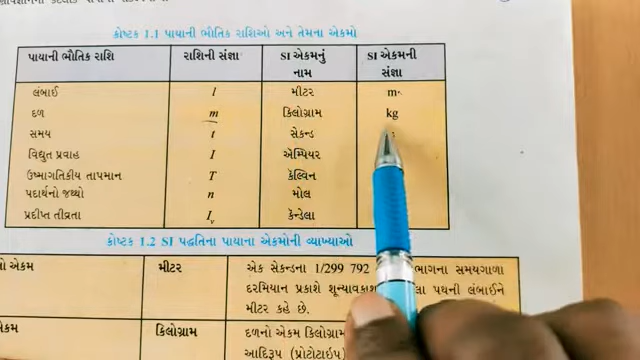 કોષ્ટક 1.1 પાયાની ભૌતિક રાશિઓ અને તેમના એકમો
પાયાની ભૌતિક રાશિ રાશિની સંજ્ઞા SI એકમનું નામ SI એકમની સંજ્ઞા
લંબાઈ l મીટર m
દળ m કિલોગ્રામ kg
સમય t સેકન્ડ
વિદ્યુત પ્રવાહ I ઍમ્પિયર
ઉષ્માગતિકીય તાપમાન T કૅલ્વિન
પદાર્થનો જથ્થો n મોલ
પ્રદીપ્ત તીવ્રતા Iv કૅન્ડેલા
કોષ્ટક 1.2 SI પદ્ધતિના પાયાના એકમોની વ્યાખ્યાઓ
એકમ મીટર એક સેકન્ડના 1/299 792 ભાગના સમયગાળા
દરમિયાન પ્રકાશે શૂન્યાવકાશ પથની લંબાઈને
મીટર કહે છે.
કિલોગ્રામ દળનો એકમ કિલોગ્રામ
આદિરૂપ (પ્રોટોટાઇપ)